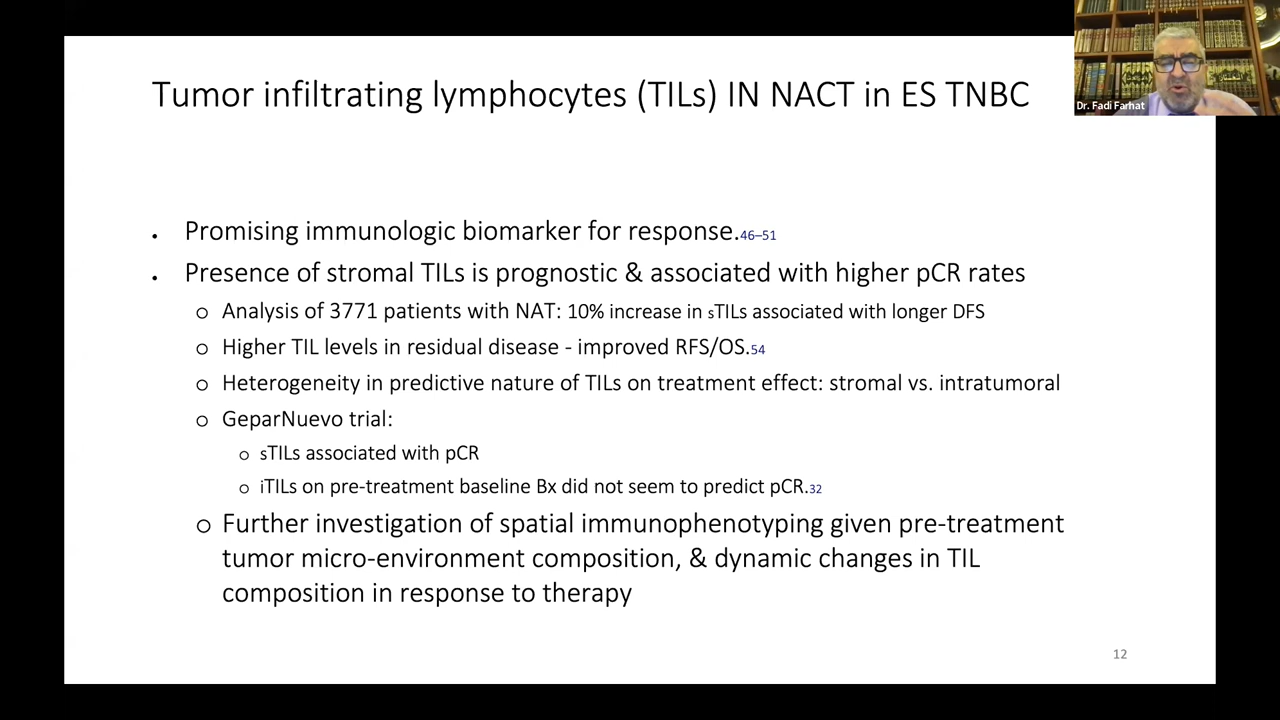 Tumor infiltrating lymphocytes (TILs) IN NACT in ES TNBC
Dr. Fadi Farhat
• Promising immunologic biomarker for response.46–51
• Presence of stromal TILs is prognostic & associated with higher pCR rates
o Analysis of 3771 patients with NAT: 10% increase in sTILs associated with longer DFS
o Higher TIL levels in residual disease - improved RFS/OS.54
o Heterogeneity in predictive nature of TILs on treatment effect: stromal vs. intratumoral
o GeparNuevo trial:
o sTILs associated with pCR
o iTILs on pre-treatment baseline Bx did not seem to predict pCR.32
o Further investigation of spatial immunophenotyping given pre-treatment
tumor micro-environment composition, & dynamic changes in TIL
composition in response to therapy
12